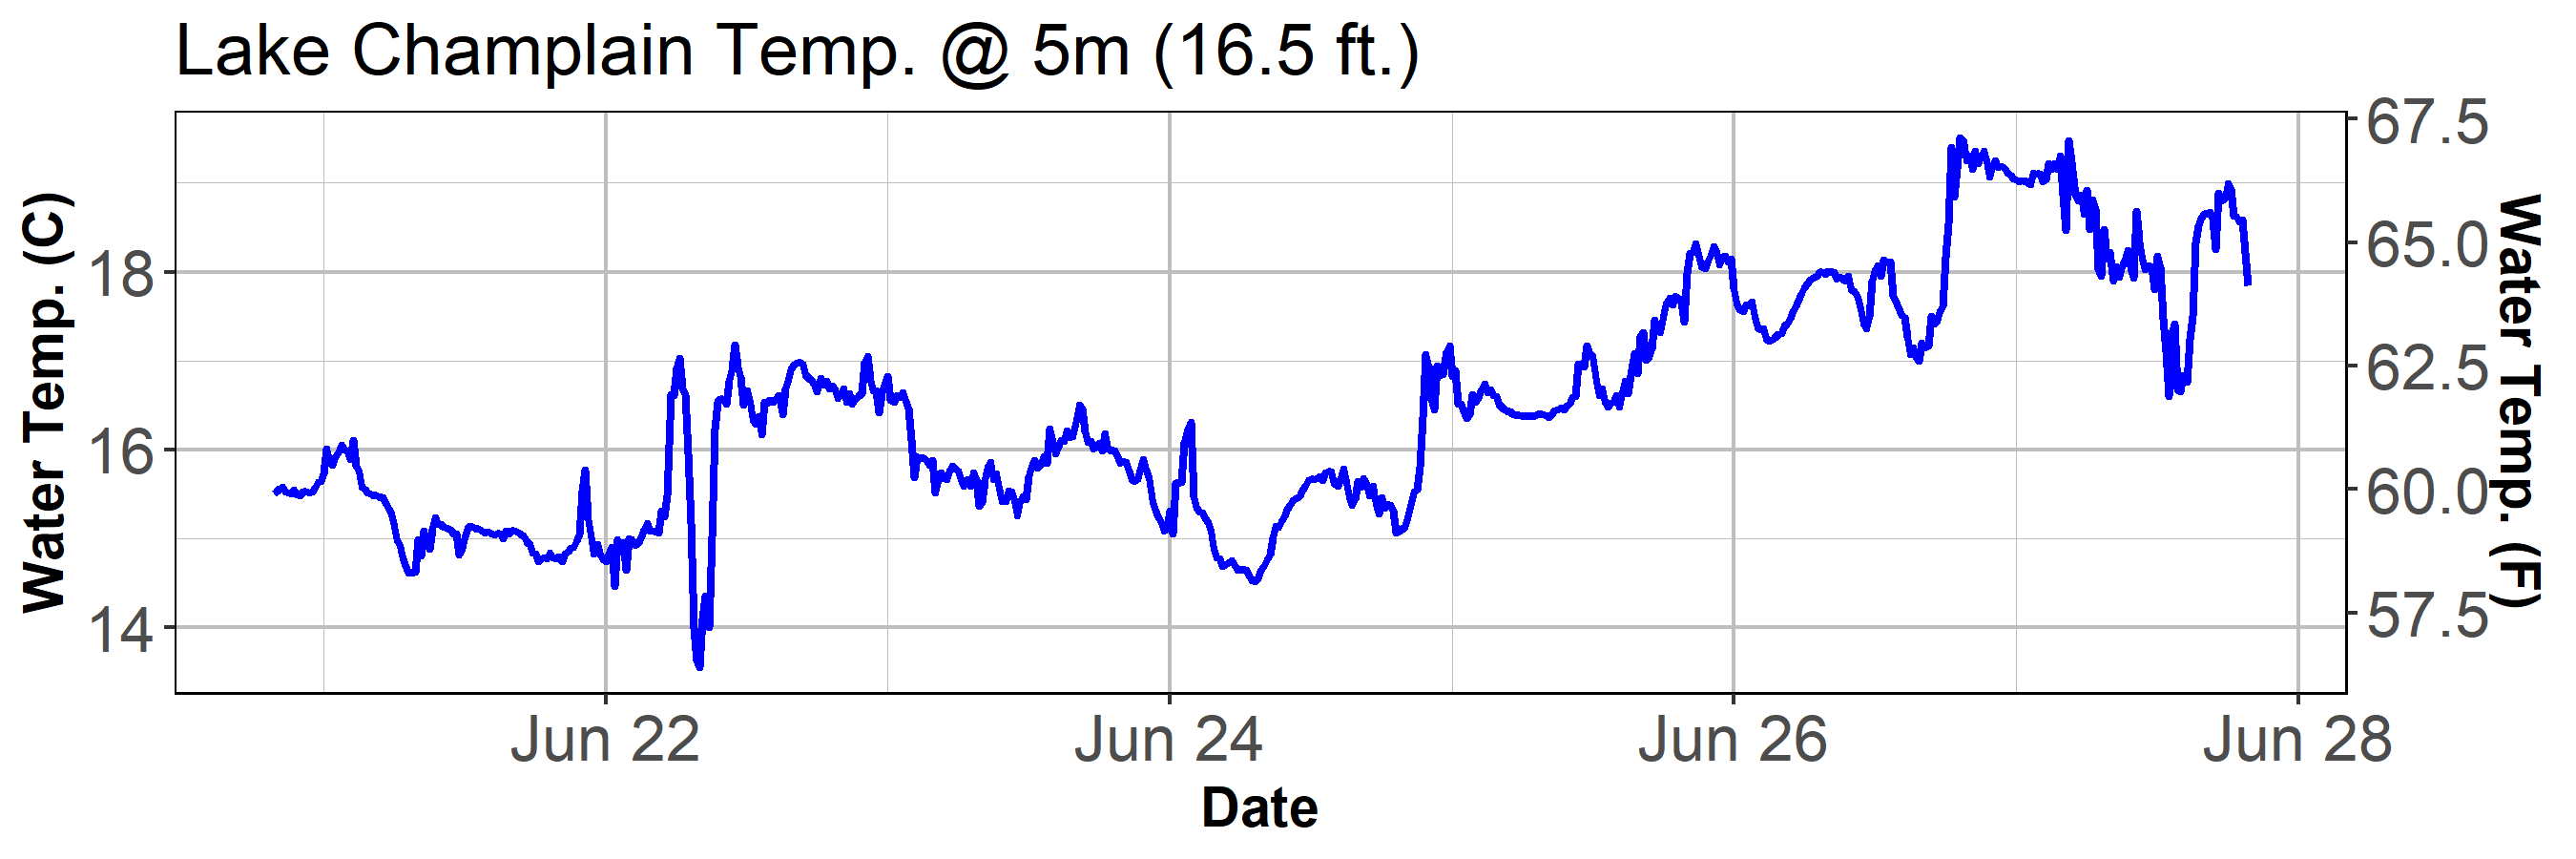 Lake Champlain Temp. @ 5m (16.5 ft.)
Water Temp. (C)
18
16
14
67.5
65.0
62.5
60.0
57.5
Water Temp. (F)
Jun 22
Jun 24
Jun 26
Jun 28
Date